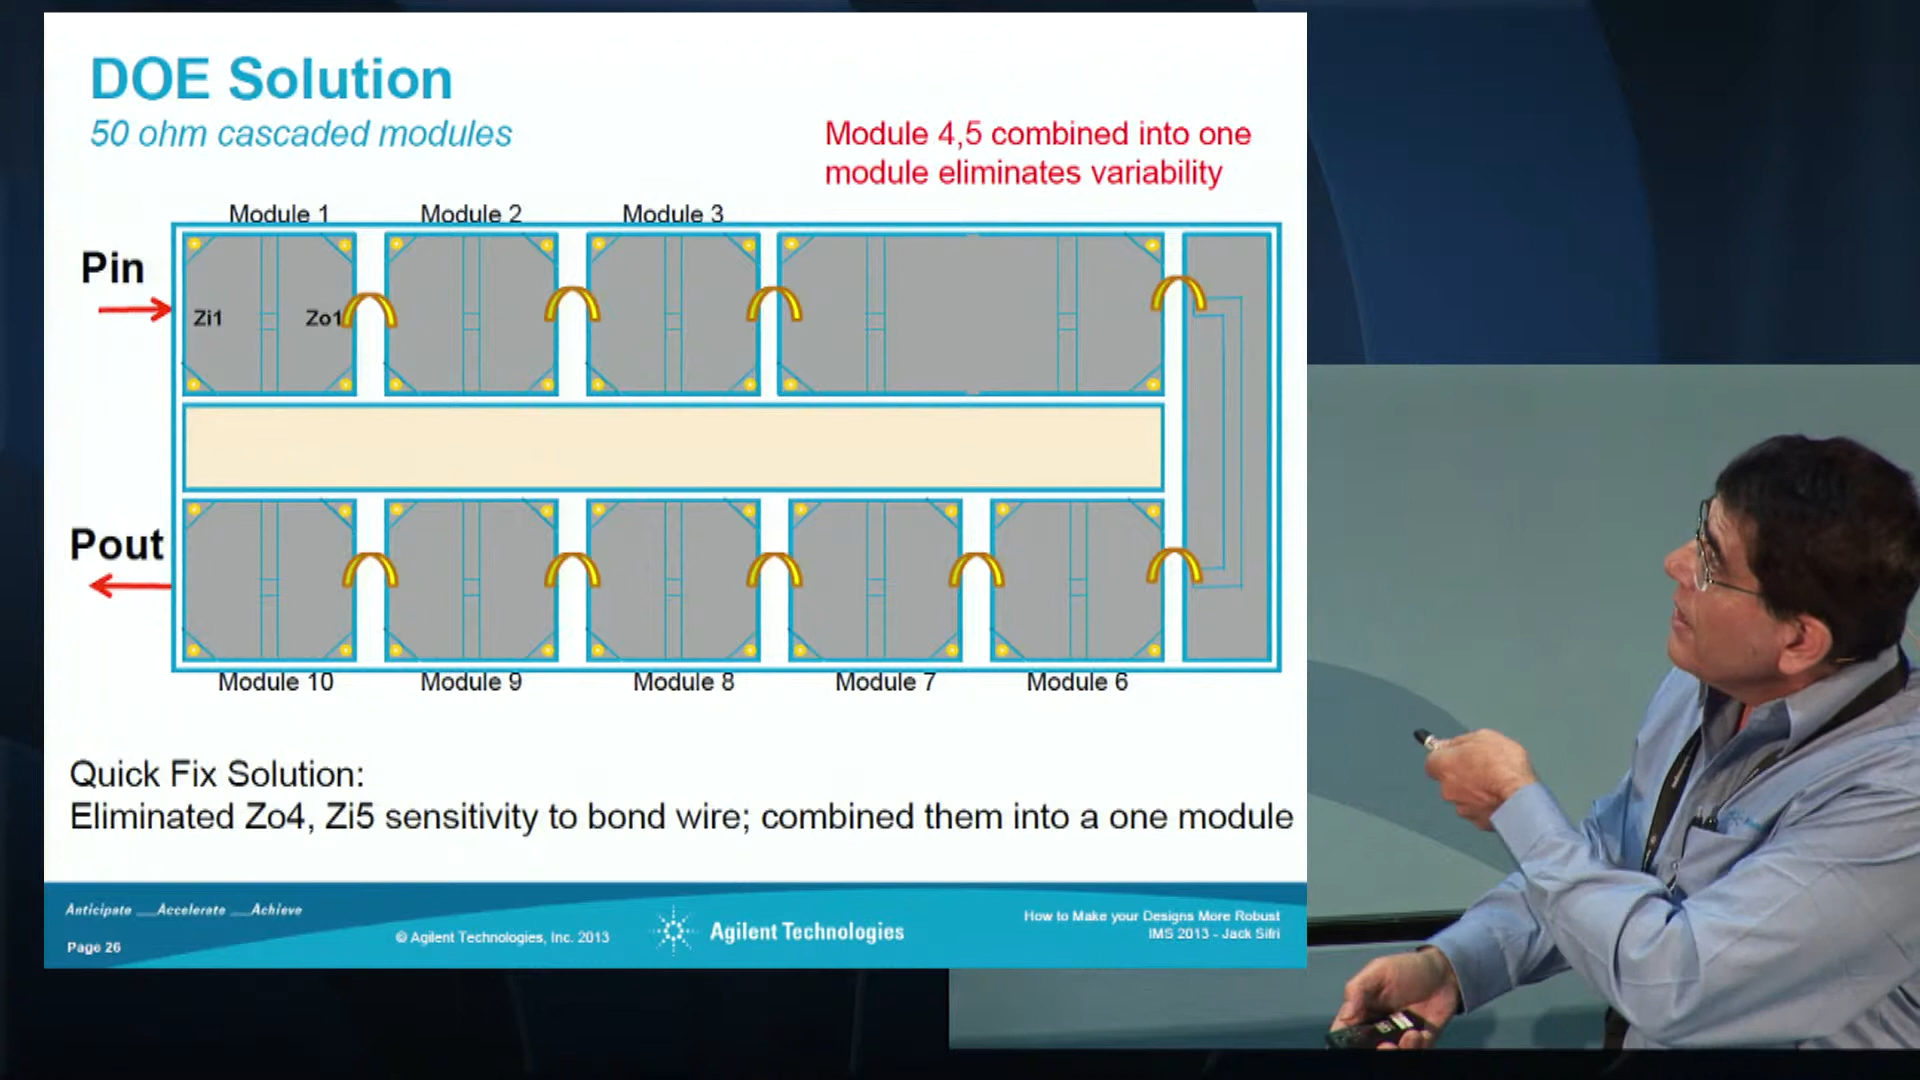 DOE Solution
50 ohm cascaded modules
Module 4,5 combined into one
module eliminates variability
Module 1
Module 2
Module 3
Pin
Zi1
Zo1
Pout
Module 10
Module 9
Module 8
Module 7
Module 6
Quick Fix Solution:
Eliminated Zo4, Zi5 sensitivity to bond wire; combined them into a one module
Anticipate __Accelerate __Achieve
Page 26
© Agilent Technologies, Inc. 2013
Agilent Technologies
How to Make your Designs More Robust
IMS 2013 - Jack Sifri